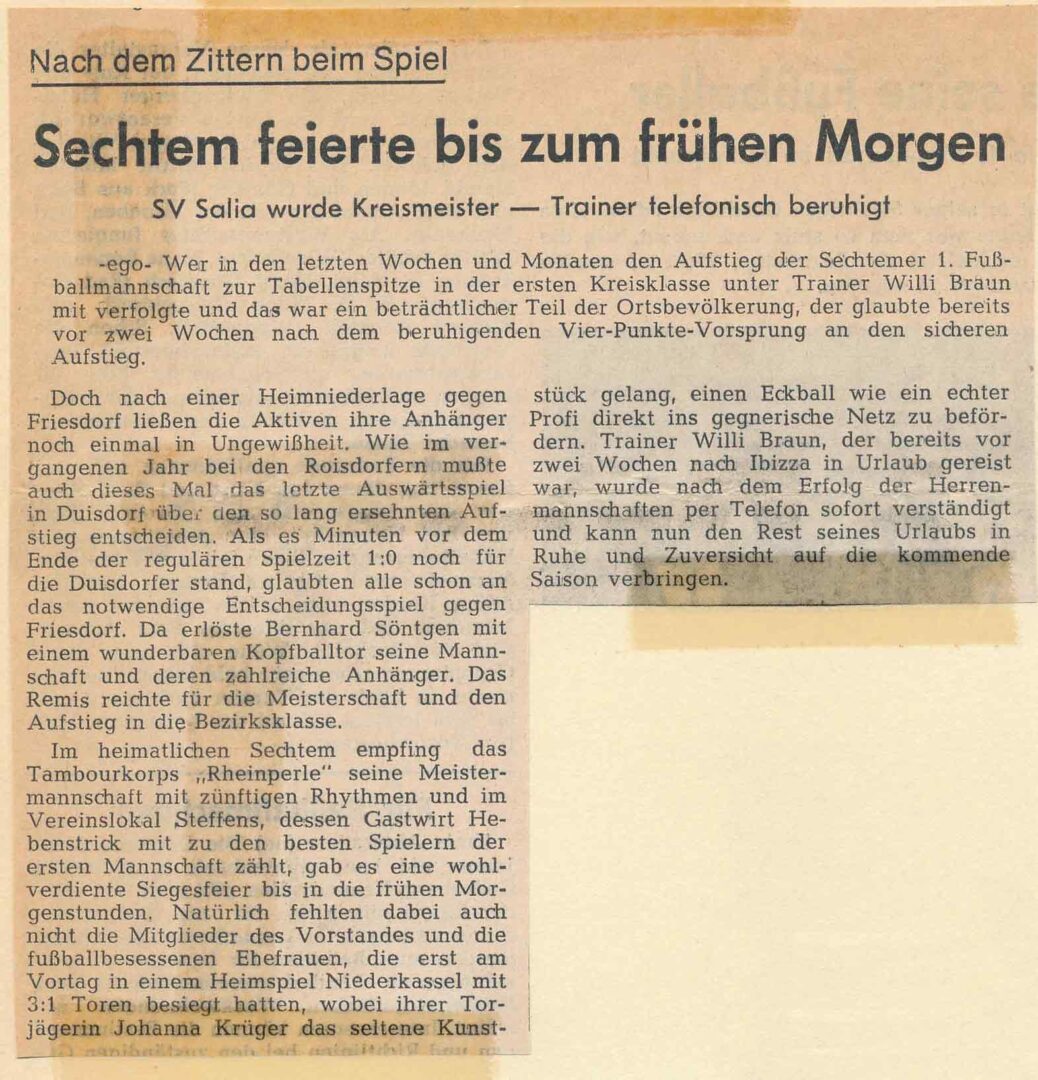 Nach dem Zittern beim Spiel
Sechtem feierte bis zum frühen Morgen
SV Salia wurde Kreismeister — Trainer telefonisch beruhigt
-ego- Wer in den letzten Wochen und Monaten den Aufstieg der Sechtemer 1. Fuß-
ballmannschaft zur Tabellenspitze in der ersten Kreisklasse unter Trainer Willi Braun
mit verfolgte und das war ein beträchtlicher Teil der Ortsbevölkerung, der glaubte bereits
vor zwei Wochen nach dem beruhigenden Vier-Punkte-Vorsprung an den sicheren
Aufstieg.
Doch nach einer Heimniederlage gegen
Friesdorf ließen die Aktiven ihre Anhänger
noch einmal in Ungewißheit. Wie im ver-
gangenen Jahr bei den Roisdorfern mußte
auch dieses Mal das letzte Auswärtsspiel
in Duisdorf über den so lang ersehnten Auf-
stieg entscheiden. Als es Minuten vor dem
Ende der regulären Spielzeit 1:0 noch für
die Duisdorfer stand, glaubten alle schon an
das notwendige Entscheidungsspiel gegen
Friesdorf. Da erlöste Bernhard Söntgen mit
einem wunderbaren Kopfballtor seine Mann-
schaft und deren zahlreiche Anhänger. Das
Remis reichte für die Meisterschaft und den
Aufstieg in die Bezirksklasse.
Im heimatlichen Sechtem empfing das
Tambourkorps „Rheinperle" seine Meister-
mannschaft mit zünftigen Rhythmen und im
Vereinslokal Steffens, dessen Gastwirt He-
benstrick mit zu den besten Spielern der
ersten Mannschaft zählt, gab es eine wohl-
verdiente Siegesfeier bis in die frühen Mor-
genstunden. Natürlich fehlten dabei auch
nicht die Mitglieder des Vorstandes und die
fußballbesessenen Ehefrauen, die erst am
Vortag in einem Heimspiel Niederkassel mit
3:1 Toren besiegt hatten, wobei ihrer Tor-
jägerin Johanna Krüger das seltene Kunst-
stück gelang, einen Eckball wie ein echter
Profi direkt ins gegnerische Netz zu beför-
dern. Trainer Willi Braun, der bereits vor
zwei Wochen nach Ibizza in Urlaub gereist
war, wurde nach dem Erfolg der Herren-
mannschaften per Telefon sofort verständigt
und kann nun den Rest seines Urlaubs in
Ruhe und Zuversicht auf die kommende
Saison verbringen.